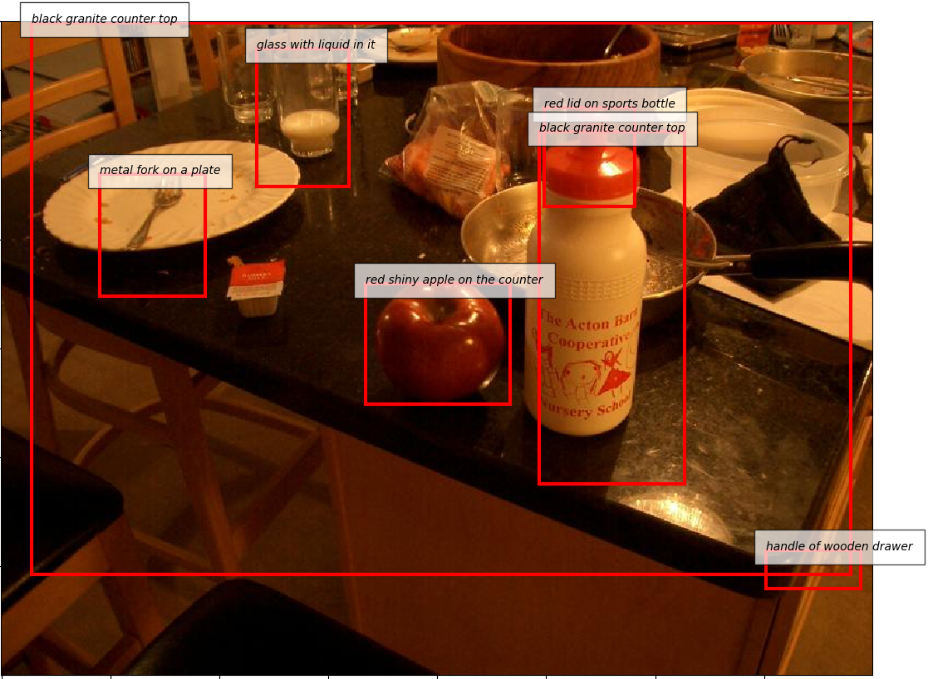 black granite counter top
glass with liquid in it
red lid on sports bottle
black granite counter top
metal fork on a plate
red shiny apple on the counter
The Acton Barn
Cooperative
Nursery School
handle of wooden drawer